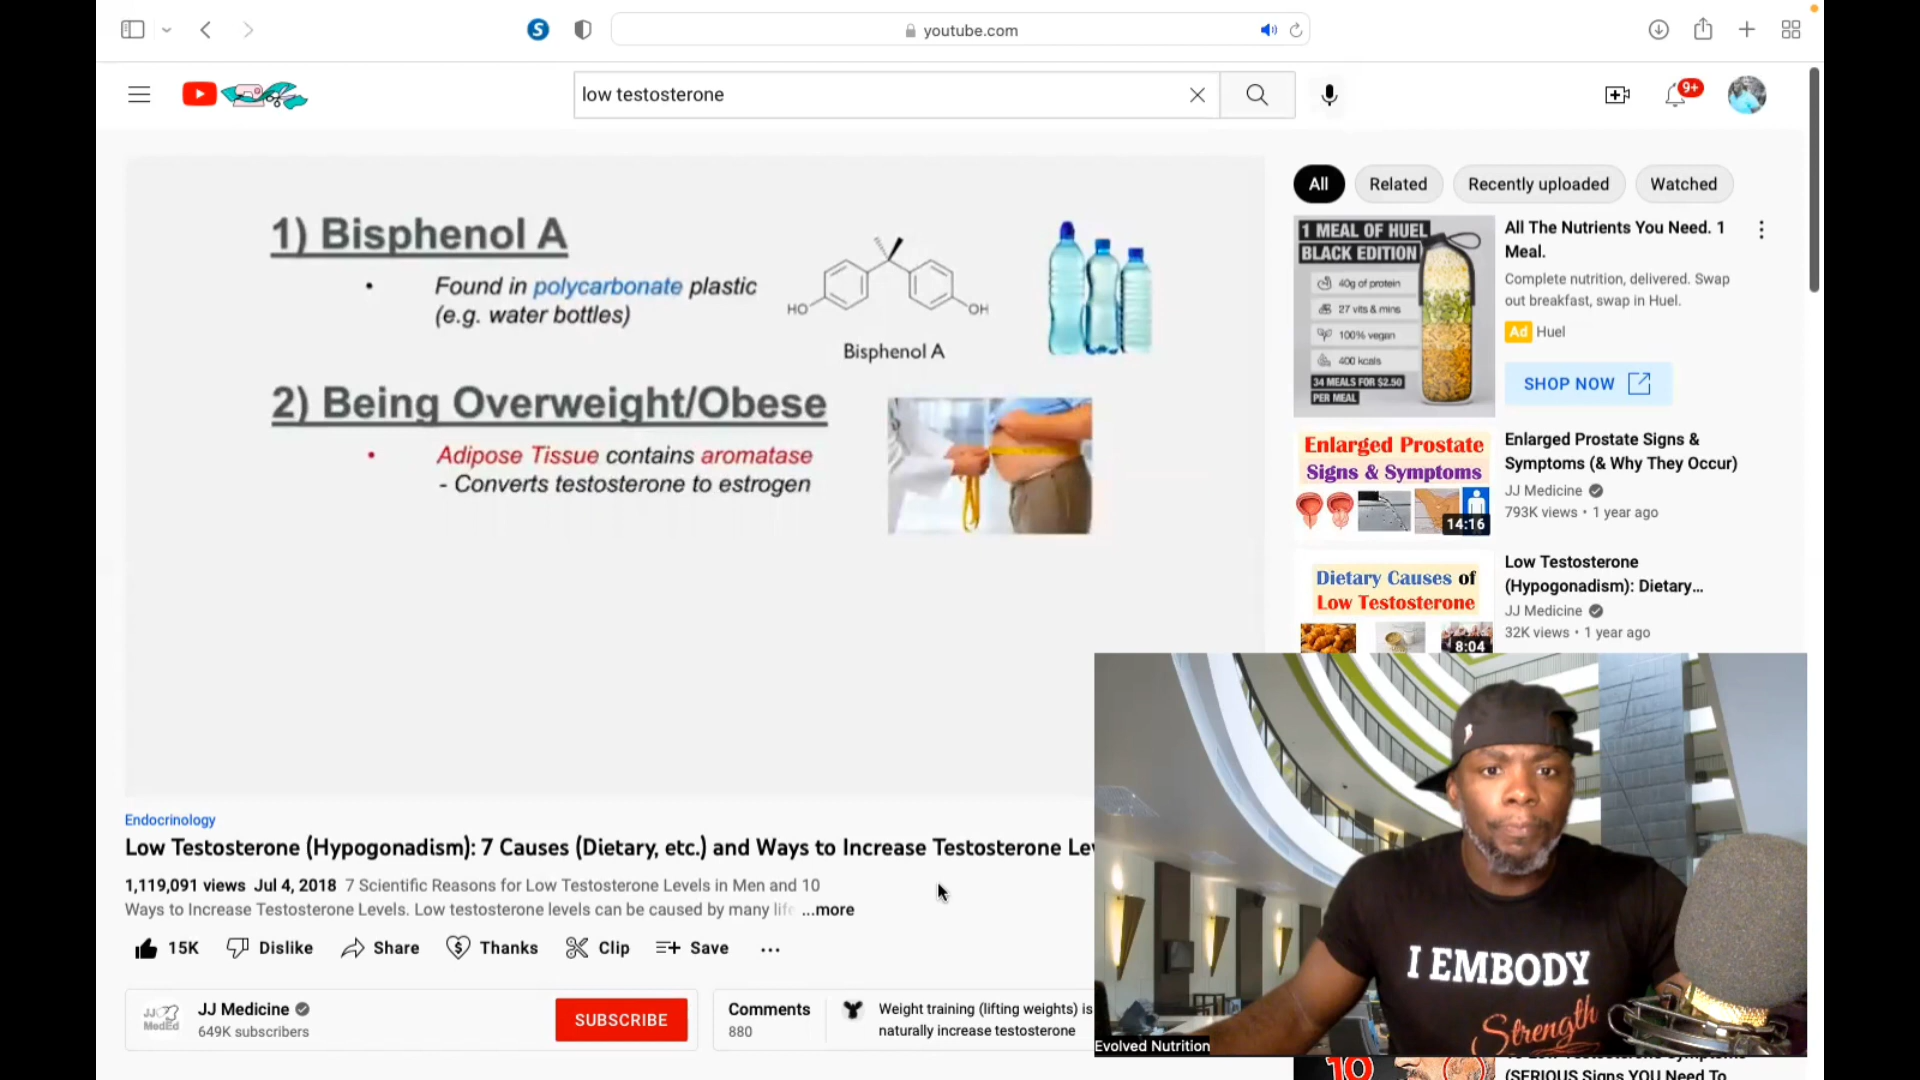 youtube.com
low testosterone
9+
1) Bisphenol A
• Found in polycarbonate plastic
(e.g. water bottles)
HO
OH
Bisphenol A
2) Being Overweight/Obese
• Adipose Tissue contains aromatase
- Converts testosterone to estrogen
Endocrinology
Low Testosterone (Hypogonadism): 7 Causes (Dietary, etc.) and Ways to Increase Testosterone Le
1,119,091 views Jul 4, 2018 7 Scientific Reasons for Low Testosterone Levels in Men and 10
Ways to Increase Testosterone Levels. Low testosterone levels can be caused by many life ...more
15K
Dislike
Share
Thanks
Clip
Save
JJ MedEd
JJ Medicine
649K subscribers
SUBSCRIBE
Comments
880
Weight training (lifting weights) is
naturally increase testosterone
All
Related
Recently uploaded
Watched
1 MEAL OF HUEL
BLACK EDITION
40g of protein
27 vits & mins
100% vegan
400 kcals
34 MEALS FOR $2.50
PER MEAL
All The Nutrients You Need. 1
Meal.
Complete nutrition, delivered. Swap
out breakfast, swap in Huel.
Ad Huel
SHOP NOW
Enlarged Prostate
Signs & Symptoms
14:16
Enlarged Prostate Signs &
Symptoms (& Why They Occur)
JJ Medicine
793K views • 1 year ago
Dietary Causes of
Low Testosterone
8:04
Low Testosterone
(Hypogonadism): Dietary...
JJ Medicine
32K views • 1 year ago
I EMBODY
Strength
Evolved Nutrition
10
(SERIOUS Signs YOU Need To